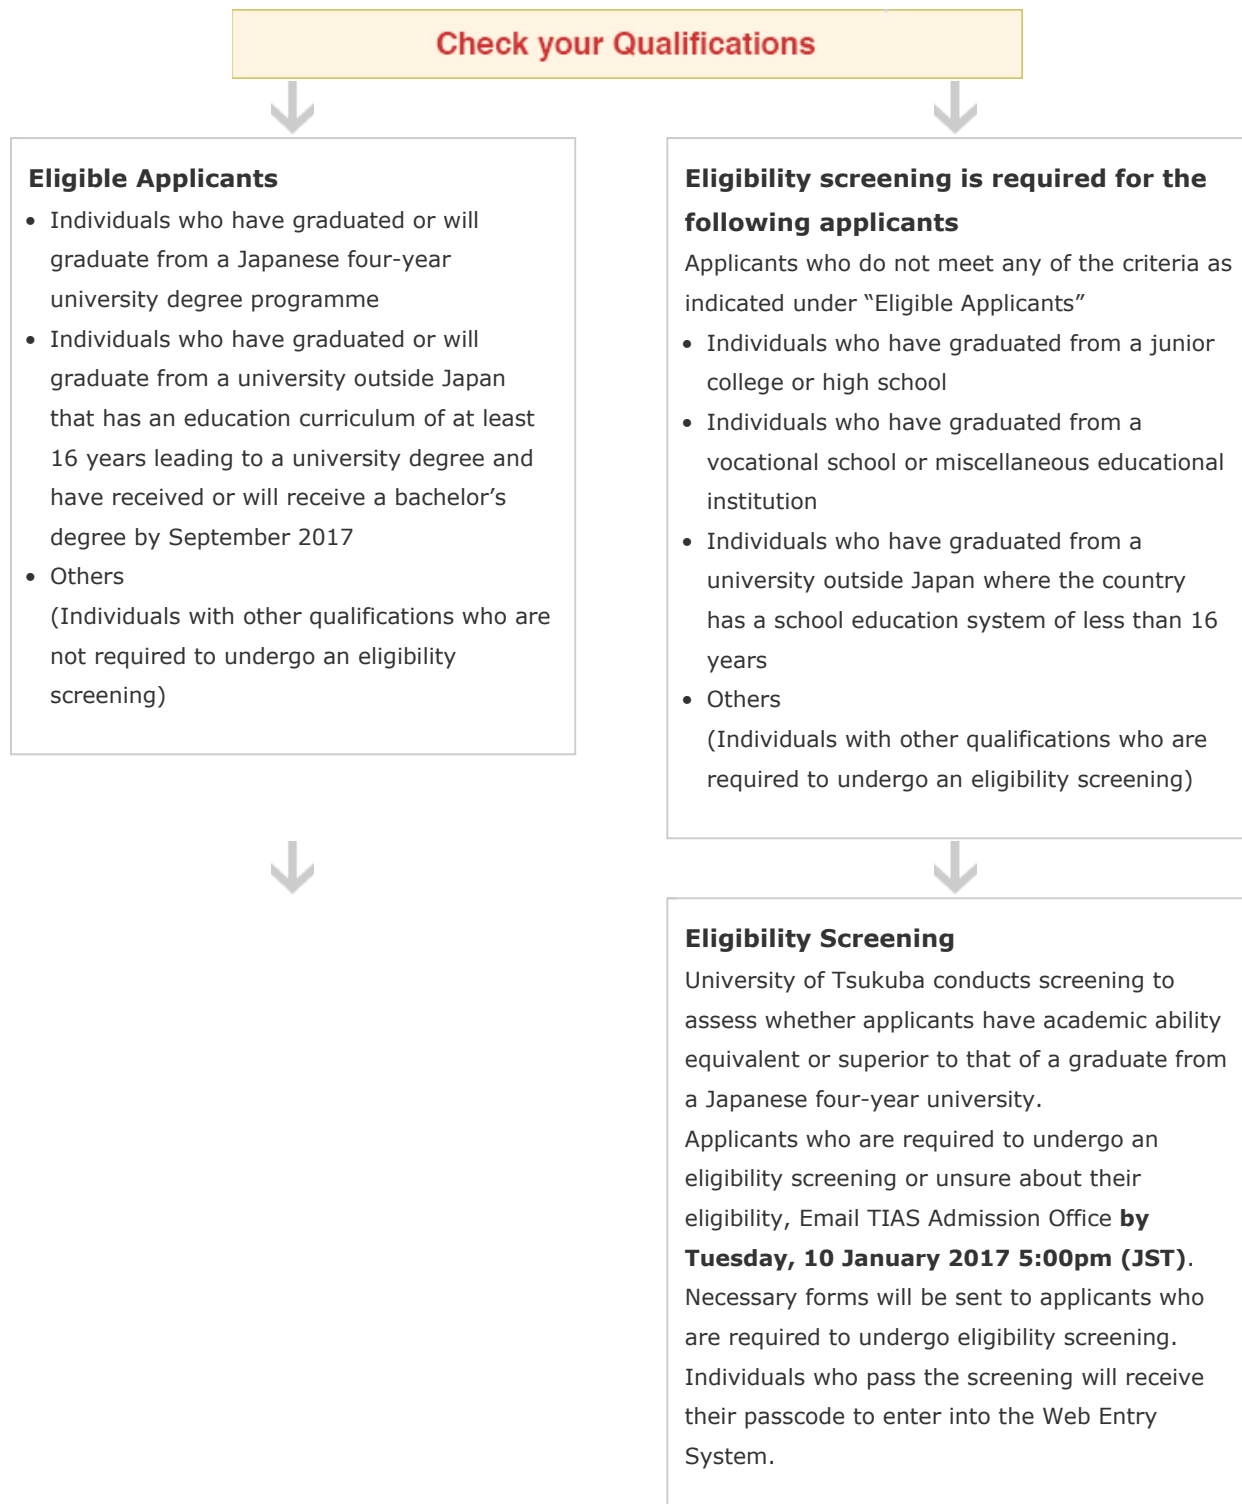 Check your Qualifications
Eligible Applicants
• Individuals who have graduated or will
graduate from a Japanese four-year
university degree programme
• Individuals who have graduated or will
graduate from a university outside Japan
that has an education curriculum of at least
16 years leading to a university degree and
have received or will receive a bachelor’s
degree by September 2017
• Others
(Individuals with other qualifications who are
not required to undergo an eligibility
screening)
Eligibility screening is required for the
following applicants
Applicants who do not meet any of the criteria as
indicated under “Eligible Applicants”
• Individuals who have graduated from a junior
college or high school
• Individuals who have graduated from a
vocational school or miscellaneous educational
institution
• Individuals who have graduated from a
university outside Japan where the country
has a school education system of less than 16
years
• Others
(Individuals with other qualifications who are
required to undergo an eligibility screening)
Eligibility Screening
University of Tsukuba conducts screening to
assess whether applicants have academic ability
equivalent or superior to that of a graduate from
a Japanese four-year university.
Applicants who are required to undergo an
eligibility screening or unsure about their
eligibility, Email TIAS Admission Office by
Tuesday, 10 January 2017 5:00pm (JST).
Necessary forms will be sent to applicants who
are required to undergo eligibility screening.
Individuals who pass the screening will receive
their passcode to enter into the Web Entry
System.